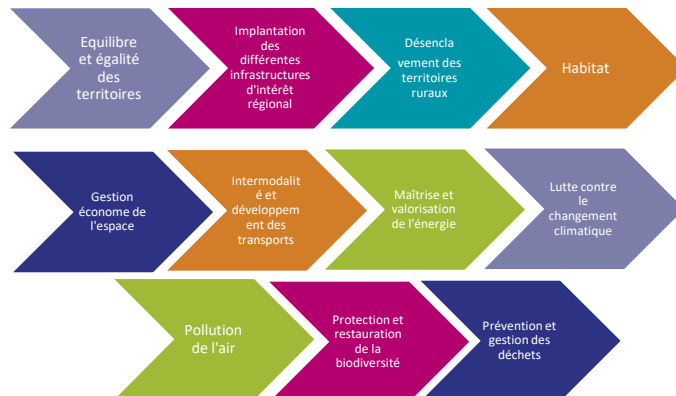 Equilibre
et égalité
des
territoires
Implantation
des
différentes
infrastructures
d'intérêt
régional
Désencla
vement des
territoires
ruraux
Habitat
Gestion
économe de
l'espace
Intermodalit
é et
développem
ent des
transports
Maîtrise et
valorisation
de l'énergie
Lutte contre
le
changement
climatique
Pollution
de l'air
Protection et
restauration
de la
biodiversité
Prévention et
gestion des
déchets